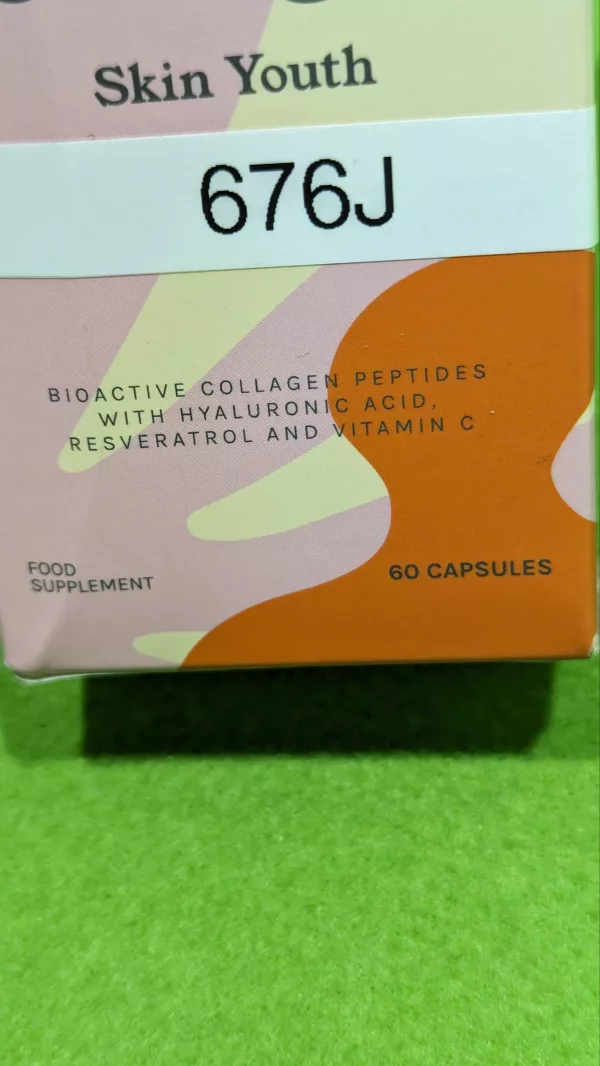 Skin Youth
676J
BIOACTIVE COLLAGEN PEPTIDES
WITH HYALURONIC ACID,
RESVERATROL AND VITAMIN C
FOOD
SUPPLEMENT
60 CAPSULES